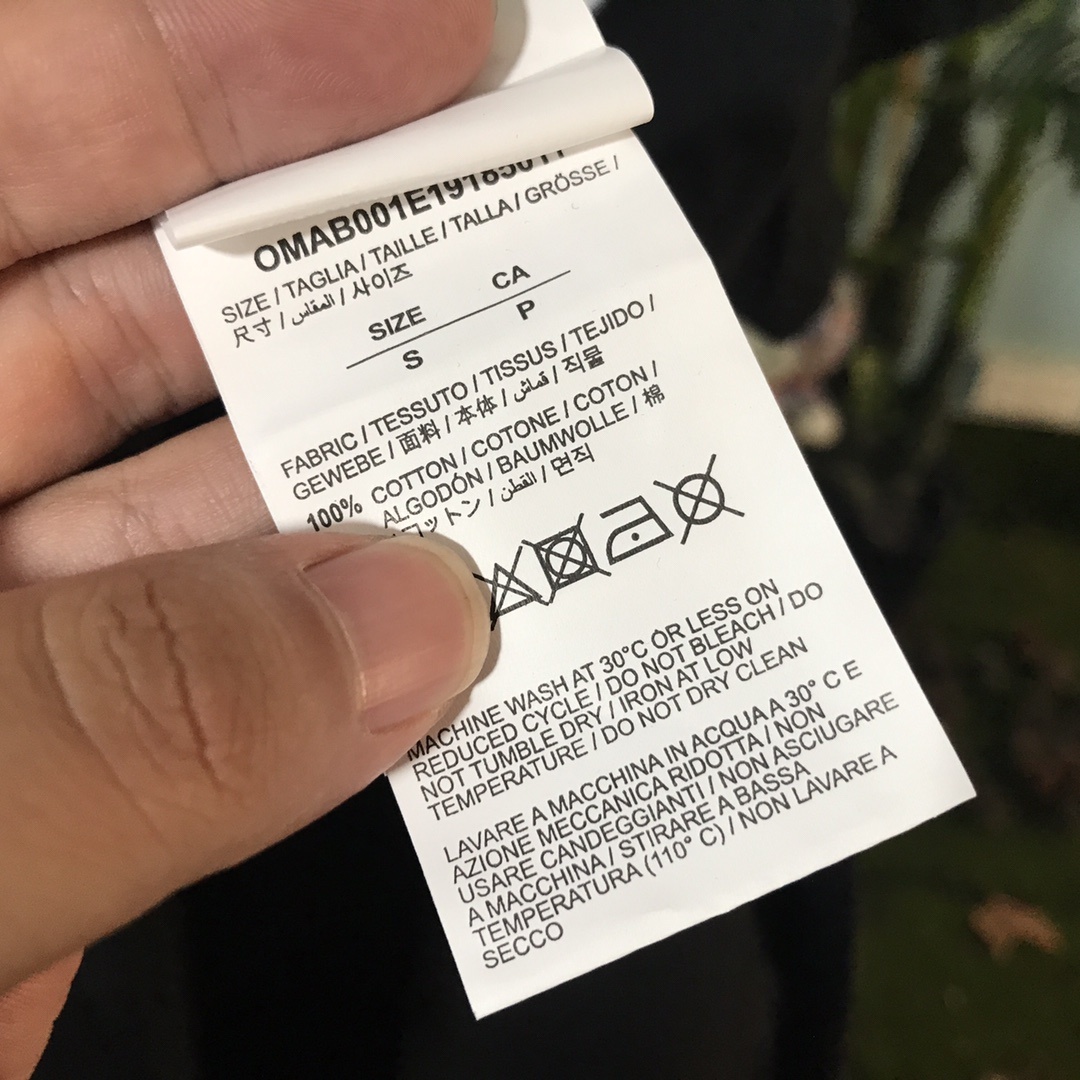 OMAB001E19185011
SIZE / TAGLIA / TAILLE / TALLA / GRÖSSE /
尺寸 / المقاس / 사이즈
SIZE CA
S P
FABRIC / TESSUTO / TISSUS / TEJIDO /
GEWEBE / 面料 / 本体 / قماش / 직물
100% COTTON / COTONE / COTON /
ALGODÓN / BAUMWOLLE / 棉
ットン / القطن / 면직
MACHINE WASH AT 30°C OR LESS ON
REDUCED CYCLE / DO NOT BLEACH / DO
NOT TUMBLE DRY / IRON AT LOW
TEMPERATURE / DO NOT DRY CLEAN
LAVARE A MACCHINA IN ACQUA A 30° C E
AZIONE MECCANICA RIDOTTA / NON
USARE CANDEGGIANTI / NON ASCIUGARE
A MACCHINA / STIRARE A BASSA
TEMPERATURA (110° C) / NON LAVARE A
SECCO